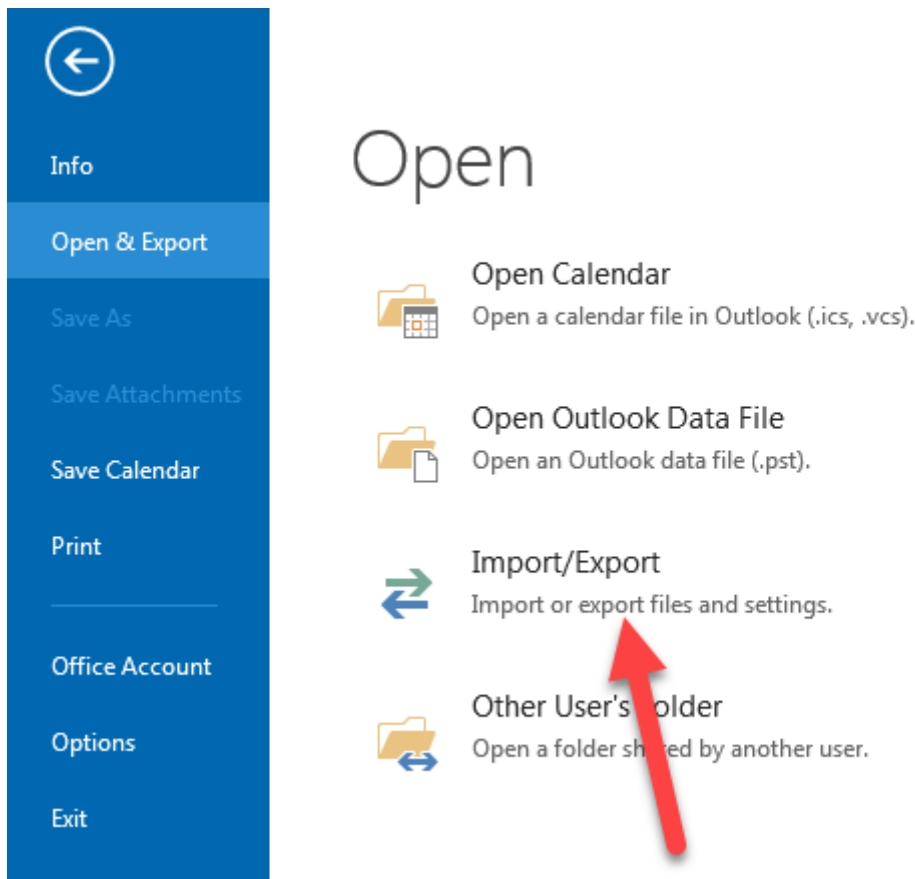 Info
Open & Export
Save As
Save Attachments
Save Calendar
Print
Office Account
Options
Exit
Open
Open Calendar
Open a calendar file in Outlook (.ics, .vcs).
Open Outlook Data File
Open an Outlook data file (.pst).
Import/Export
Import or export files and settings.
Other User's Folder
Open a folder shared by another user.